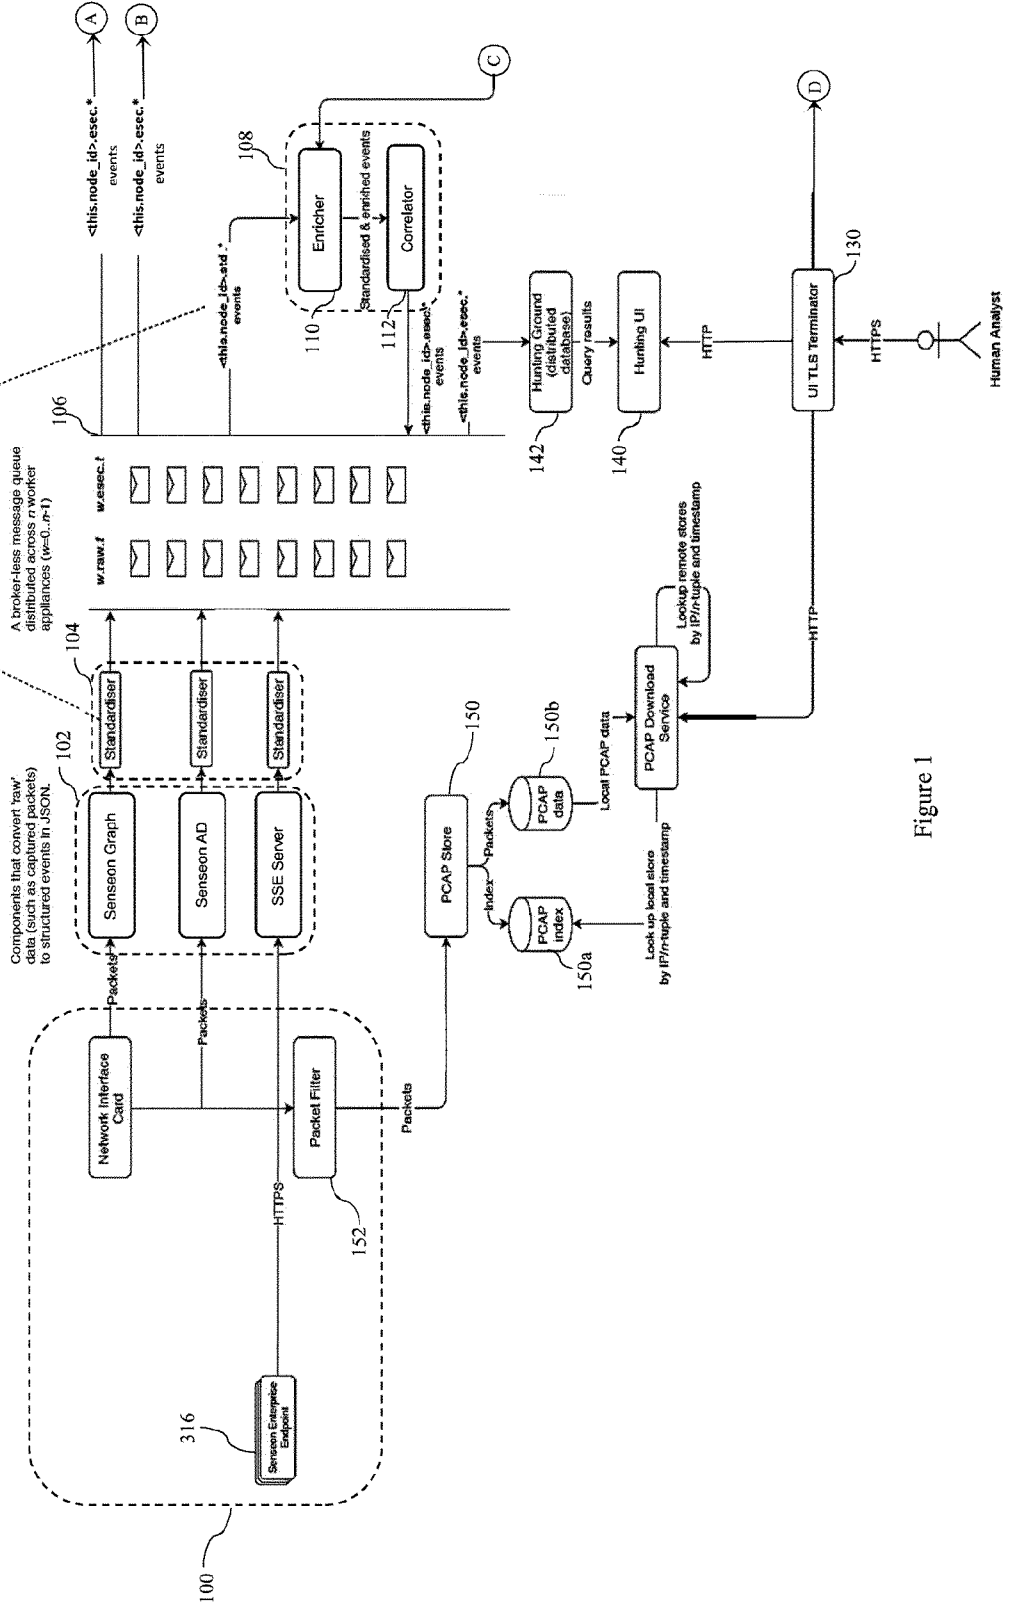 100
316
Senseon Enterprise
Endpoint
HTTPS
Network Interface
Card
Packet Filter
152
Packets
Packets
Packets
Components that convert 'raw'
data (such as captured packets)
to structured events in JSON.
102
Senseon Graph
Senseon AD
SSE Server
104
Standardiser
Standardiser
Standardiser
A broker-less message queue
distributed across n worker
appliances (w=0..n-1)
106
w.raw.t
w.esec.t
<this.node_id>.esec.*
events
A
<this.node_id>.esec.*
events
B
<this.node_id>.std.*
events
108
Enricher
110
Standardised & enriched events
Correlator
112
<this.node_id>.esec.*
events
<this.node_id>.esec.*
events
C
PCAP Store
150
Index
Packets
PCAP
index
150a
PCAP
data
150b
Local PCAP data
Look up local store
by IP/n-tuple and timestamp
PCAP Download
Service
Lookup remote stores
by IP/n-tuple and timestamp
Hunting Ground
(distributed
database)
142
Query results
Hunting UI
140
HTTP
HTTP
UI TLS Terminator
130
D
HTTPS
Human Analyst
Figure 1